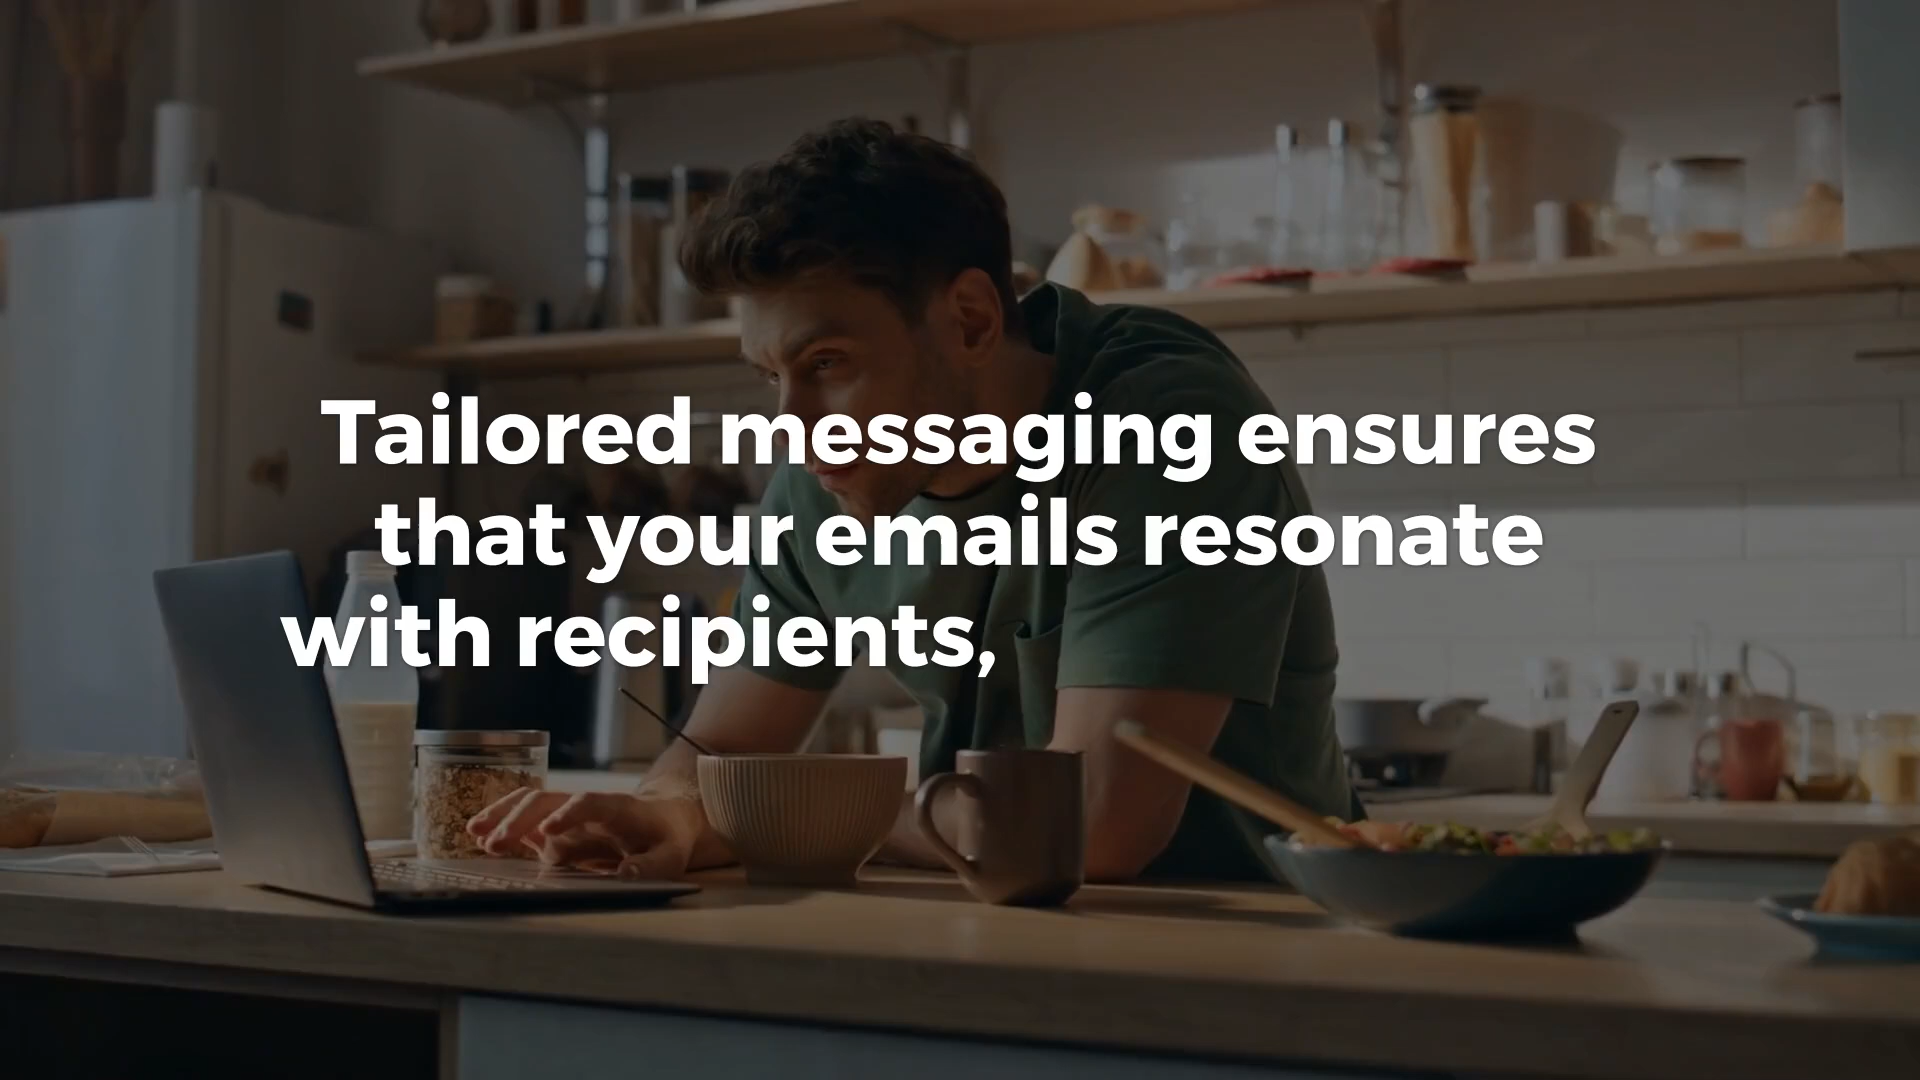 Tailored messaging ensures
that your emails resonate
with recipients,